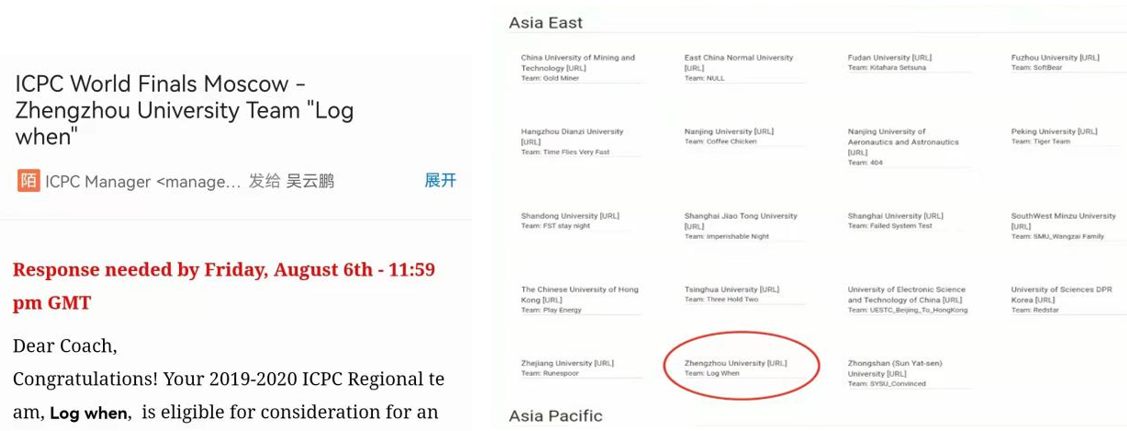 ICPC World Finals Moscow -
Zhengzhou University Team "Log
when"
陌 ICPC Manager <manage... 发给 吴云鹏 展开
Response needed by Friday, August 6th - 11:59
pm GMT
Dear Coach,
Congratulations! Your 2019-2020 ICPC Regional te
am, Log when, is eligible for consideration for an
Asia East
China University of Mining and
Technology [URL]
Team: Gold Miner
East China Normal University
[URL]
Team: NULL
Fudan University [URL]
Team: Kitahara Setsuna
Fuzhou University [URL]
Team: SoftBear
Hangzhou Dianzi University
[URL]
Team: Time Flies Very Fast
Nanjing University [URL]
Team: Coffee Chicken
Nanjing University of
Aeronautics and Astronautics
[URL]
Team: 404
Peking University [URL]
Team: Tiger Team
Shandong University [URL]
Team: FST stay night
Shanghai Jiao Tong University
[URL]
Team: Imperishable Night
Shanghai University [URL]
Team: Failed System Test
SouthWest Minzu University
[URL]
Team: SMU_Wangzai Family
The Chinese University of Hong
Kong [URL]
Team: Play Energy
Tsinghua University [URL]
Team: Three Hold Two
University of Electronic Science
and Technology of China [URL]
Team: UESTC_Beijing_To_HongKong
University of Sciences DPR
Korea [URL]
Team: Redstar
Zhejiang University [URL]
Team: Runespoor
Zhengzhou University [URL]
Team: Log When
Zhongshan (Sun Yat-sen)
University [URL]
Team: SYSU_Convinced
Asia Pacific